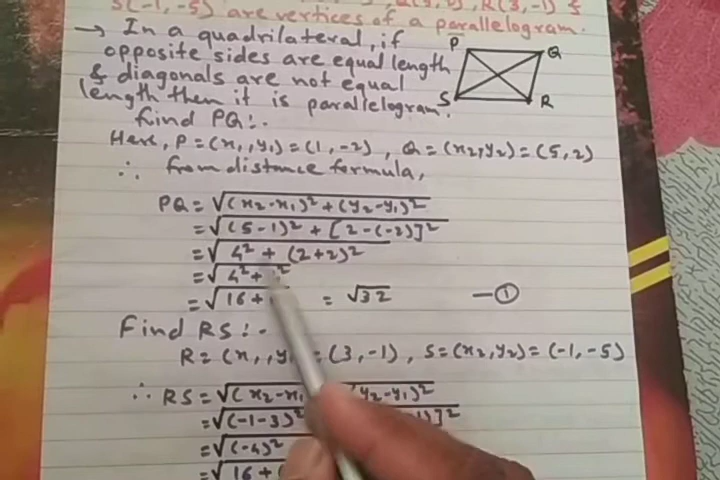 S(-1, -5) are vertices of a parallelogram.
→ In a quadrilateral, if
opposite sides are equal length
& diagonals are not equal
length then it is parallelogram.
P
Q
S
R
find PQ:.
Here, P = (x₁, y₁) = (1, -2) , Q = (x₂, y₂) = (5, 2)
∴ from distance formula,
PQ = √(x₂-x₁)² + (y₂-y₁)²
= √(5-1)² + [2-(-2)]²
= √4² + (2+2)²
= √4² + ²
= √16 + = √32 —①
Find RS:-
R = (x₁, y = (3, -1) , S = (x₂, y₂) = (-1, -5)
∴ RS = √(x₂-x₁ (y₂-y₁)²
= √(-1-3)² )]²
= √(-4)²
= √16 +